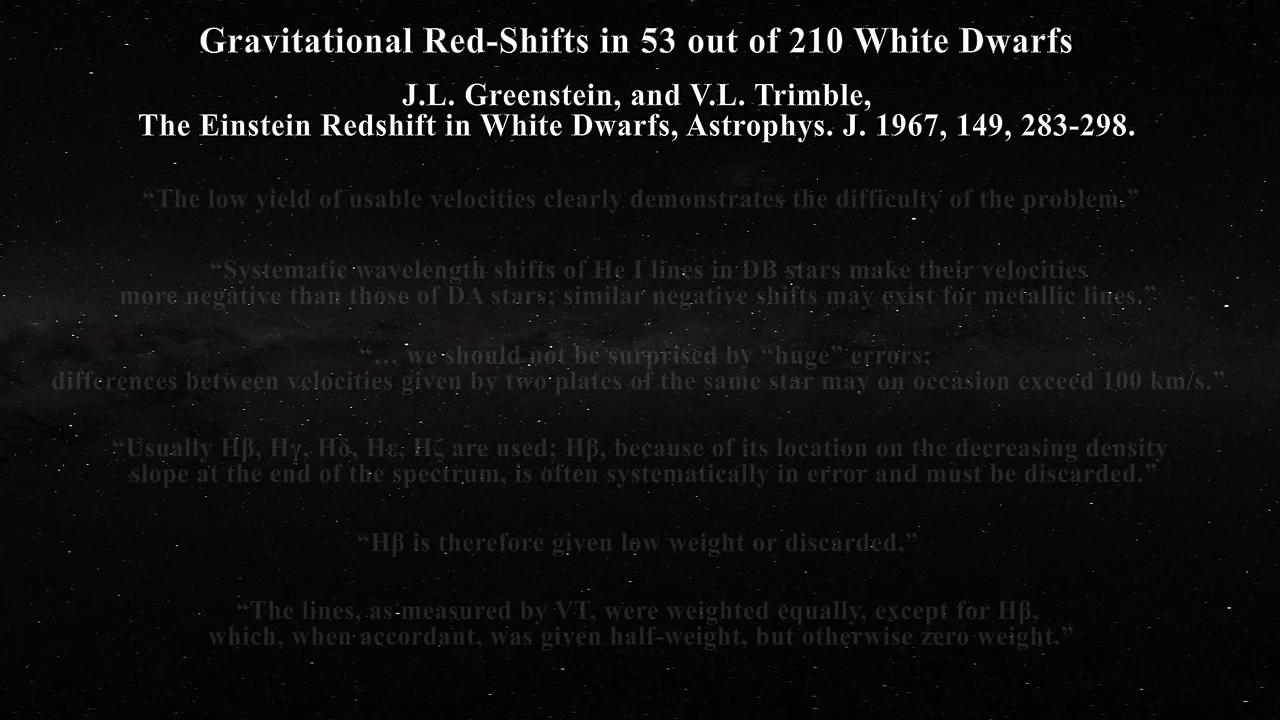 Gravitational Red-Shifts in 53 out of 210 White Dwarfs
J.L. Greenstein, and V.L. Trimble,
The Einstein Redshift in White Dwarfs, Astrophys. J. 1967, 149, 283-298.
“The low yield of usable velocities clearly demonstrates the difficulty of the problem.”
“Systematic wavelength shifts of He I lines in DB stars make their velocities
more negative than those of DA stars; similar negative shifts may exist for metallic lines.”
“… we should not be surprised by “huge” errors;
differences between velocities given by two plates of the same star may on occasion exceed 100 km/s.”
“Usually Hβ, Hγ, Hδ, Hε, Hζ are used; Hβ, because of its location on the decreasing density
slope at the end of the spectrum, is often systematically in error and must be discarded.”
“Hβ is therefore given low weight or discarded.”
“The lines, as measured by VT, were weighted equally, except for Hβ,
which, when accordant, was given half-weight, but otherwise zero weight.”